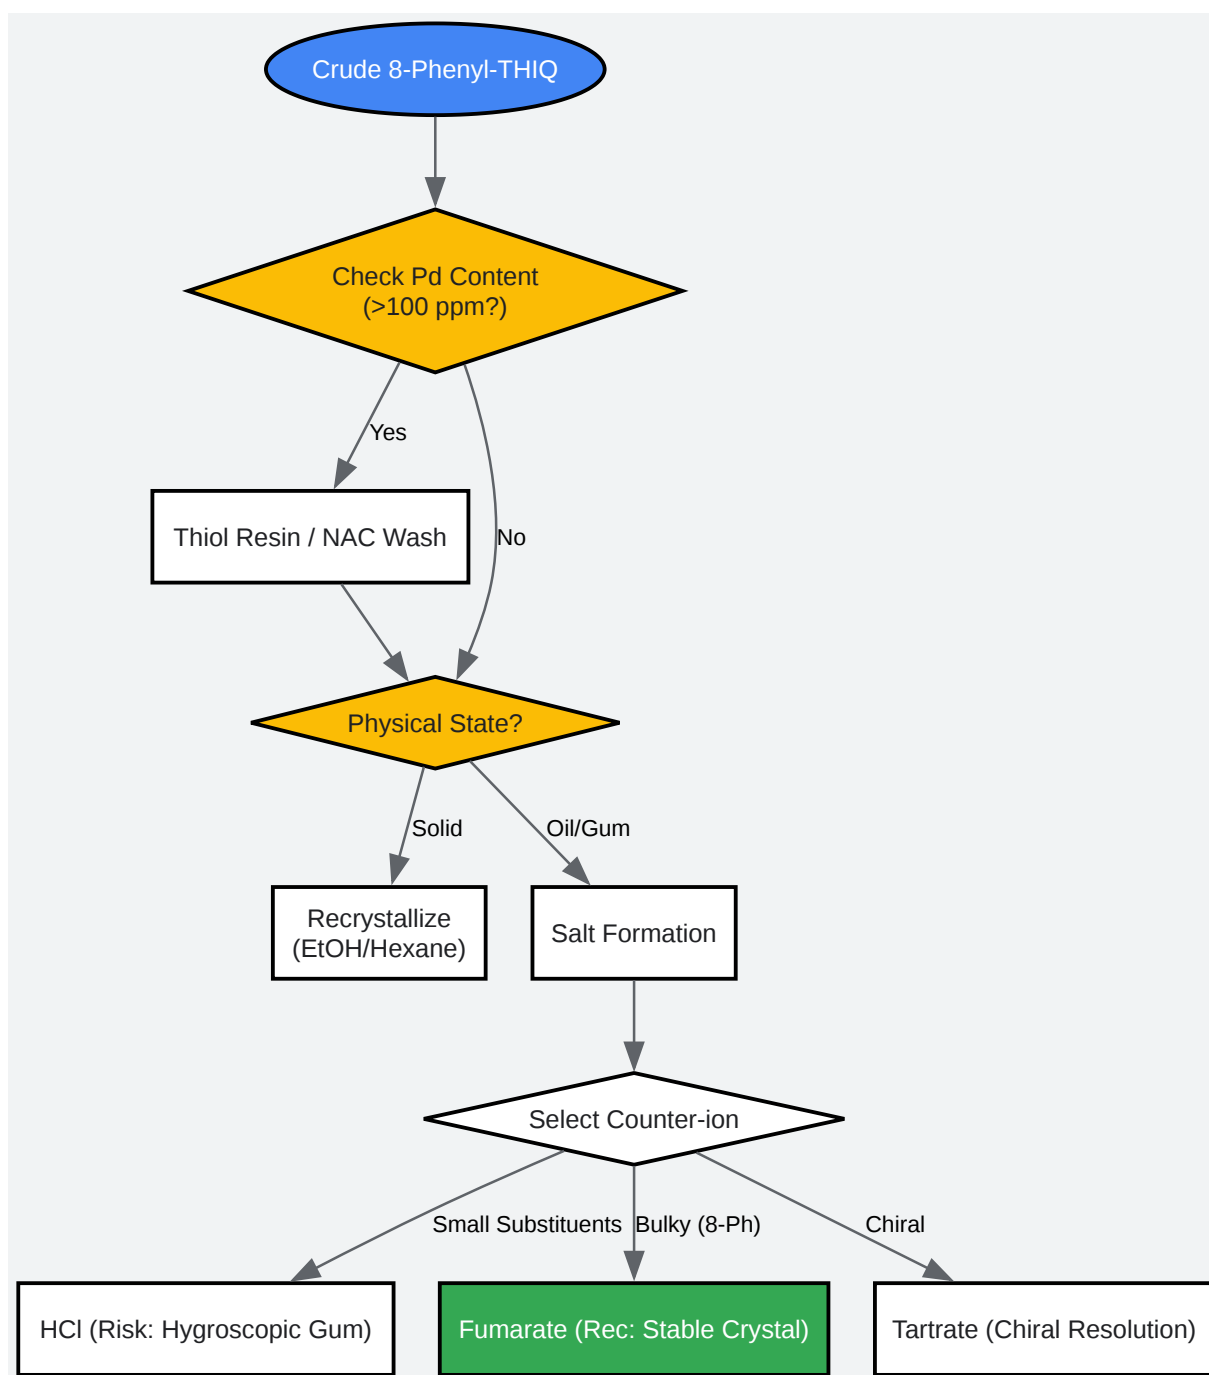 Crude 8-Phenyl-THIQ
Check Pd Content
(>100 ppm?)
Yes
Thiol Resin / NAC Wash
No
Physical State?
Solid
Oil/Gum
Recrystallize
(EtOH/Hexane)
Salt Formation
Select Counter-ion
Small Substituents
Bulky (8-Ph)
Chiral
HCl (Risk: Hygroscopic Gum)
Fumarate (Rec: Stable Crystal)
Tartrate (Chiral Resolution)